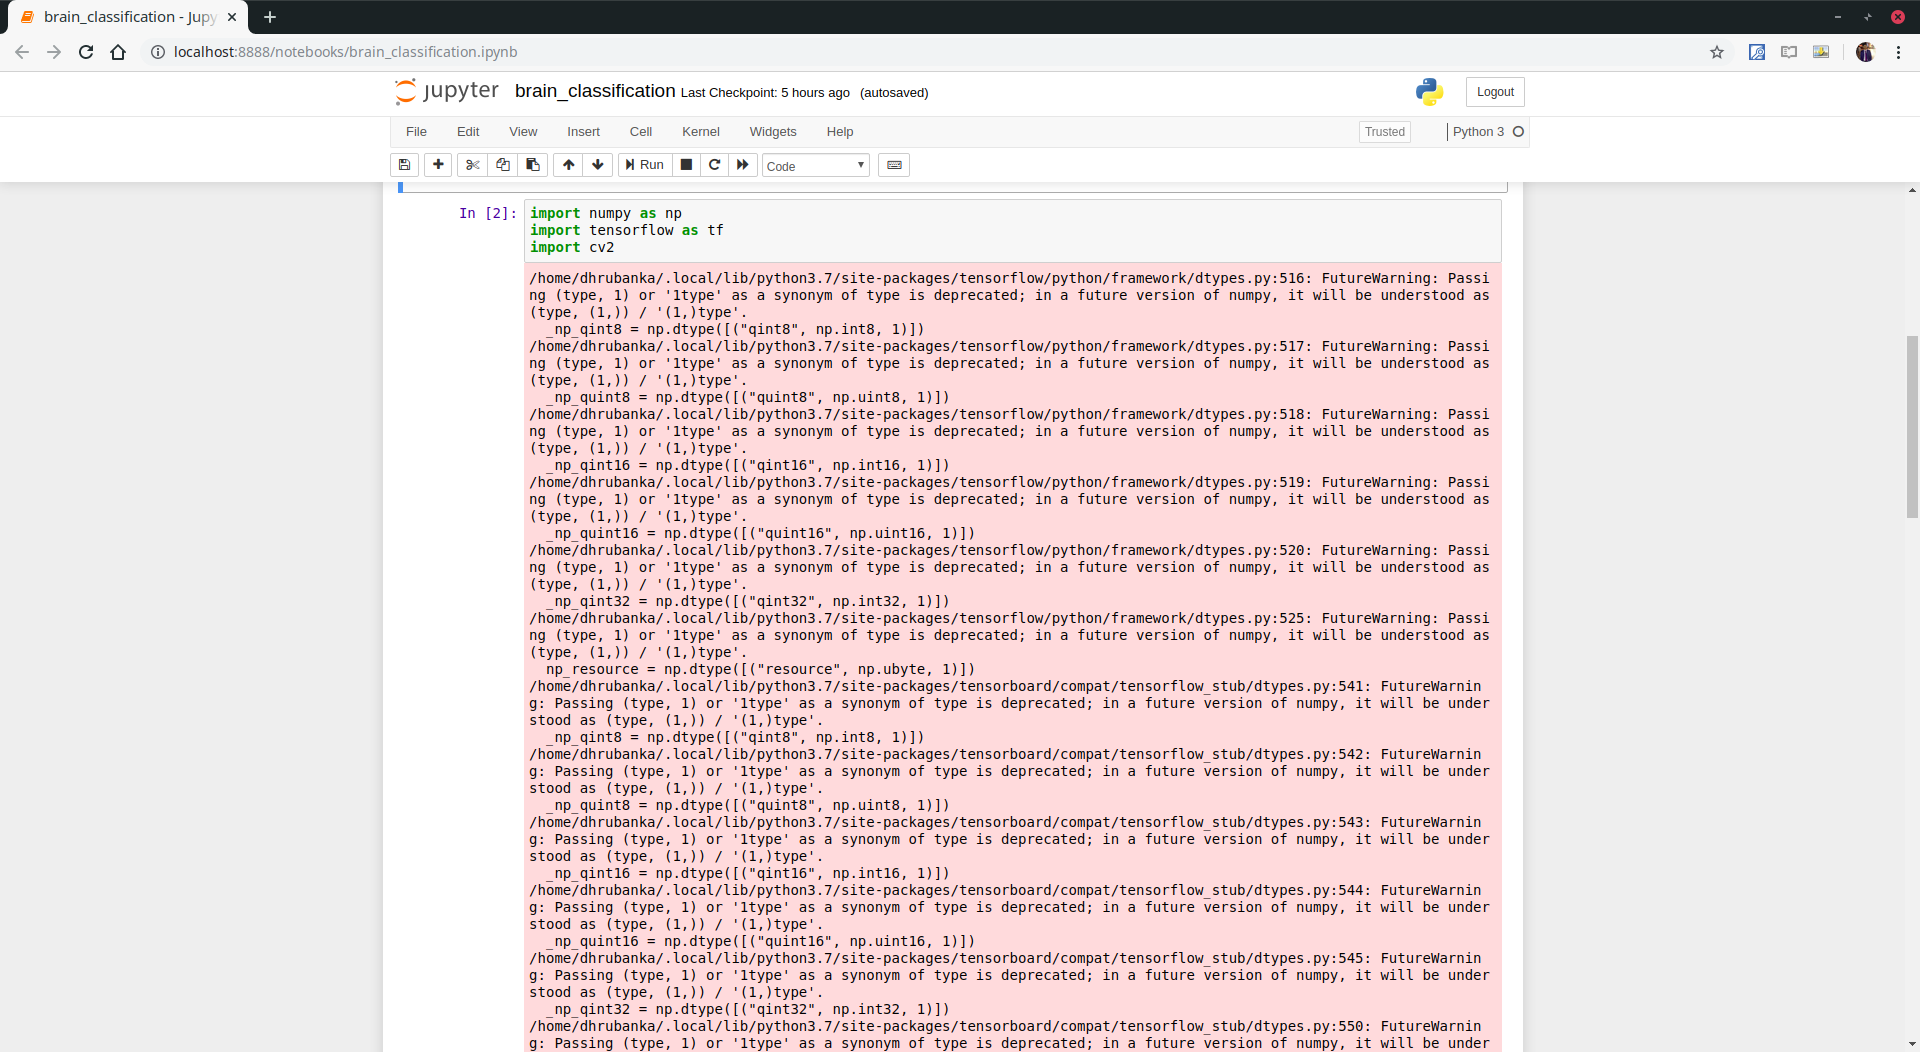 brain_classification - Jupy
localhost:8888/notebooks/brain_classification.ipynb
jupyter brain_classification Last Checkpoint: 5 hours ago (autosaved)
Logout
File Edit View Insert Cell Kernel Widgets Help
Trusted Python 3
Run Code
In [2]: import numpy as np
import tensorflow as tf
import cv2
/home/dhrubanka/.local/lib/python3.7/site-packages/tensorflow/python/framework/dtypes.py:516: FutureWarning: Passi
ng (type, 1) or '1type' as a synonym of type is deprecated; in a future version of numpy, it will be understood as
(type, (1,)) / '(1,)type'.
_np_qint8 = np.dtype([("qint8", np.int8, 1)])
/home/dhrubanka/.local/lib/python3.7/site-packages/tensorflow/python/framework/dtypes.py:517: FutureWarning: Passi
ng (type, 1) or '1type' as a synonym of type is deprecated; in a future version of numpy, it will be understood as
(type, (1,)) / '(1,)type'.
_np_quint8 = np.dtype([("quint8", np.uint8, 1)])
/home/dhrubanka/.local/lib/python3.7/site-packages/tensorflow/python/framework/dtypes.py:518: FutureWarning: Passi
ng (type, 1) or '1type' as a synonym of type is deprecated; in a future version of numpy, it will be understood as
(type, (1,)) / '(1,)type'.
_np_qint16 = np.dtype([("qint16", np.int16, 1)])
/home/dhrubanka/.local/lib/python3.7/site-packages/tensorflow/python/framework/dtypes.py:519: FutureWarning: Passi
ng (type, 1) or '1type' as a synonym of type is deprecated; in a future version of numpy, it will be understood as
(type, (1,)) / '(1,)type'.
_np_quint16 = np.dtype([("quint16", np.uint16, 1)])
/home/dhrubanka/.local/lib/python3.7/site-packages/tensorflow/python/framework/dtypes.py:520: FutureWarning: Passi
ng (type, 1) or '1type' as a synonym of type is deprecated; in a future version of numpy, it will be understood as
(type, (1,)) / '(1,)type'.
_np_qint32 = np.dtype([("qint32", np.int32, 1)])
/home/dhrubanka/.local/lib/python3.7/site-packages/tensorflow/python/framework/dtypes.py:525: FutureWarning: Passi
ng (type, 1) or '1type' as a synonym of type is deprecated; in a future version of numpy, it will be understood as
(type, (1,)) / '(1,)type'.
np_resource = np.dtype([("resource", np.ubyte, 1)])
/home/dhrubanka/.local/lib/python3.7/site-packages/tensorboard/compat/tensorflow_stub/dtypes.py:541: FutureWarnin
g: Passing (type, 1) or '1type' as a synonym of type is deprecated; in a future version of numpy, it will be under
stood as (type, (1,)) / '(1,)type'.
_np_qint8 = np.dtype([("qint8", np.int8, 1)])
/home/dhrubanka/.local/lib/python3.7/site-packages/tensorboard/compat/tensorflow_stub/dtypes.py:542: FutureWarnin
g: Passing (type, 1) or '1type' as a synonym of type is deprecated; in a future version of numpy, it will be under
stood as (type, (1,)) / '(1,)type'.
_np_quint8 = np.dtype([("quint8", np.uint8, 1)])
/home/dhrubanka/.local/lib/python3.7/site-packages/tensorboard/compat/tensorflow_stub/dtypes.py:543: FutureWarnin
g: Passing (type, 1) or '1type' as a synonym of type is deprecated; in a future version of numpy, it will be under
stood as (type, (1,)) / '(1,)type'.
_np_qint16 = np.dtype([("qint16", np.int16, 1)])
/home/dhrubanka/.local/lib/python3.7/site-packages/tensorboard/compat/tensorflow_stub/dtypes.py:544: FutureWarnin
g: Passing (type, 1) or '1type' as a synonym of type is deprecated; in a future version of numpy, it will be under
stood as (type, (1,)) / '(1,)type'.
_np_quint16 = np.dtype([("quint16", np.uint16, 1)])
/home/dhrubanka/.local/lib/python3.7/site-packages/tensorboard/compat/tensorflow_stub/dtypes.py:545: FutureWarnin
g: Passing (type, 1) or '1type' as a synonym of type is deprecated; in a future version of numpy, it will be under
stood as (type, (1,)) / '(1,)type'.
_np_qint32 = np.dtype([("qint32", np.int32, 1)])
/home/dhrubanka/.local/lib/python3.7/site-packages/tensorboard/compat/tensorflow_stub/dtypes.py:550: FutureWarnin
g: Passing (type, 1) or '1type' as a synonym of type is deprecated; in a future version of numpy, it will be under